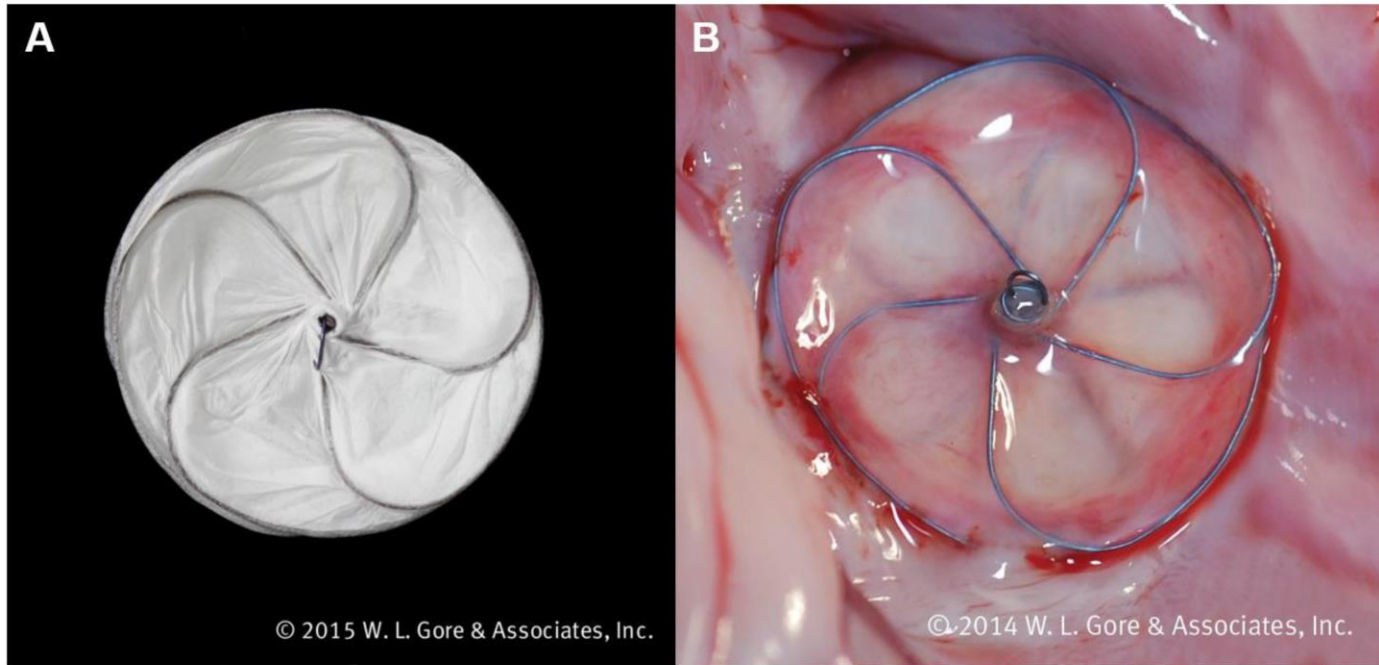 A
B
© 2015 W. L. Gore & Associates, Inc.
© 2014 W. L. Gore & Associates, Inc.